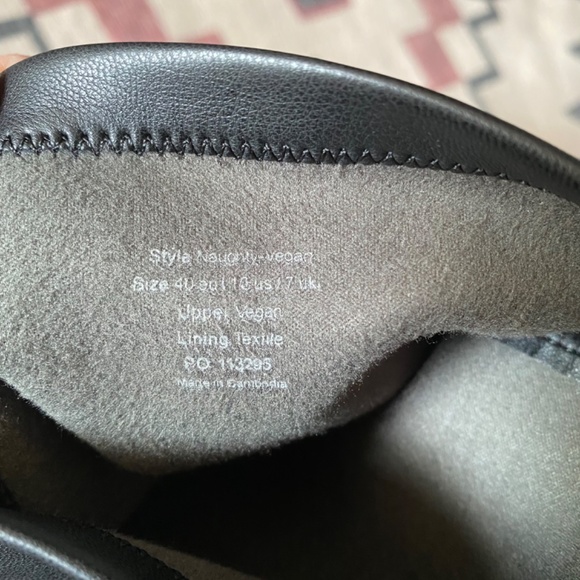 Style Naughty-vegan
Size 40 eu / 10 us / 7 uk
Upper Vegan
Lining Textile
PO 113295
Made in Cambodia